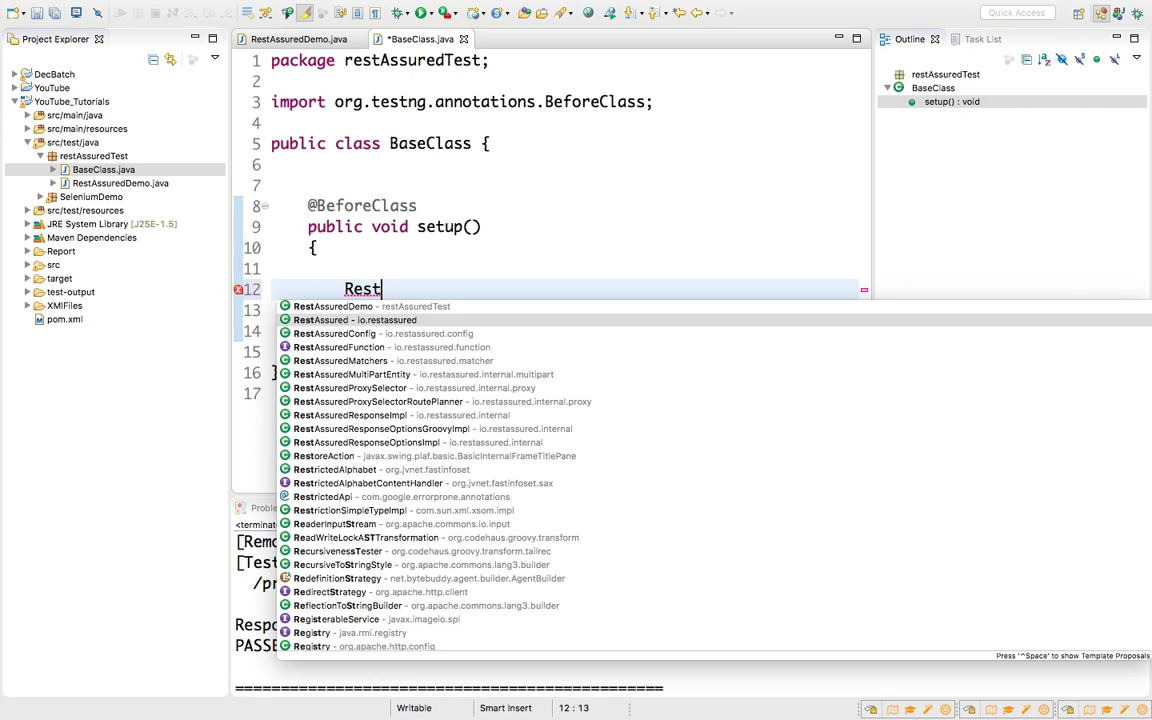 Quick Access
Project Explorer
DecBatch
YouTube
YouTube_Tutorials
src/main/java
src/main/resources
src/test/java
restAssuredTest
BaseClass.java
RestAssuredDemo.java
SeleniumDemo
src/test/resources
JRE System Library [J2SE-1.5]
Maven Dependencies
Report
src
target
test-output
XMLFiles
pom.xml
RestAssuredDemo.java
*BaseClass.java
1 package restAssuredTest;
2
3 import org.testng.annotations.BeforeClass;
4
5 public class BaseClass {
6
7
8 @BeforeClass
9 public void setup()
10 {
11
12 Rest
13
14
15
16 }
17
RestAssuredDemo - restAssuredTest
RestAssured - io.restassured
RestAssuredConfig - io.restassured.config
RestAssuredFunction - io.restassured.function
RestAssuredMatchers - io.restassured.matcher
RestAssuredMultiPartEntity - io.restassured.internal.multipart
RestAssuredProxySelector - io.restassured.internal.proxy
RestAssuredProxySelectorRoutePlanner - io.restassured.internal.proxy
RestAssuredResponseImpl - io.restassured.internal
RestAssuredResponseOptionsGroovyImpl - io.restassured.internal
RestAssuredResponseOptionsImpl - io.restassured.internal
RestoreAction - javax.swing.plaf.basic.BasicInternalFrameTitlePane
RestrictedAlphabet - org.jvnet.fastinfoset
RestrictedAlphabetContentHandler - org.jvnet.fastinfoset.sax
RestrictedApi - com.google.errorprone.annotations
RestrictionSimpleTypeImpl - com.sun.xml.xsom.impl
ReaderInputStream - org.apache.commons.io.input
ReadWriteLockASTTransformation - org.codehaus.groovy.transform
RecursivenessTester - org.codehaus.groovy.transform.tailrec
RecursiveToStringStyle - org.apache.commons.lang3.builder
RedefinitionStrategy - net.bytebuddy.agent.builder.AgentBuilder
RedirectStrategy - org.apache.http.client
ReflectionToStringBuilder - org.apache.commons.lang3.builder
RegisterableService - javax.imageio.spi
Registry - java.rmi.registry
Registry - org.apache.http.config
Press '^Space' to show Template Proposals
Proble
<termina
[Remo
[Test
/pr
Respo
PASSE
===============================================
Outline
Task List
restAssuredTest
BaseClass
setup() : void
Writable
Smart Insert
12 : 13